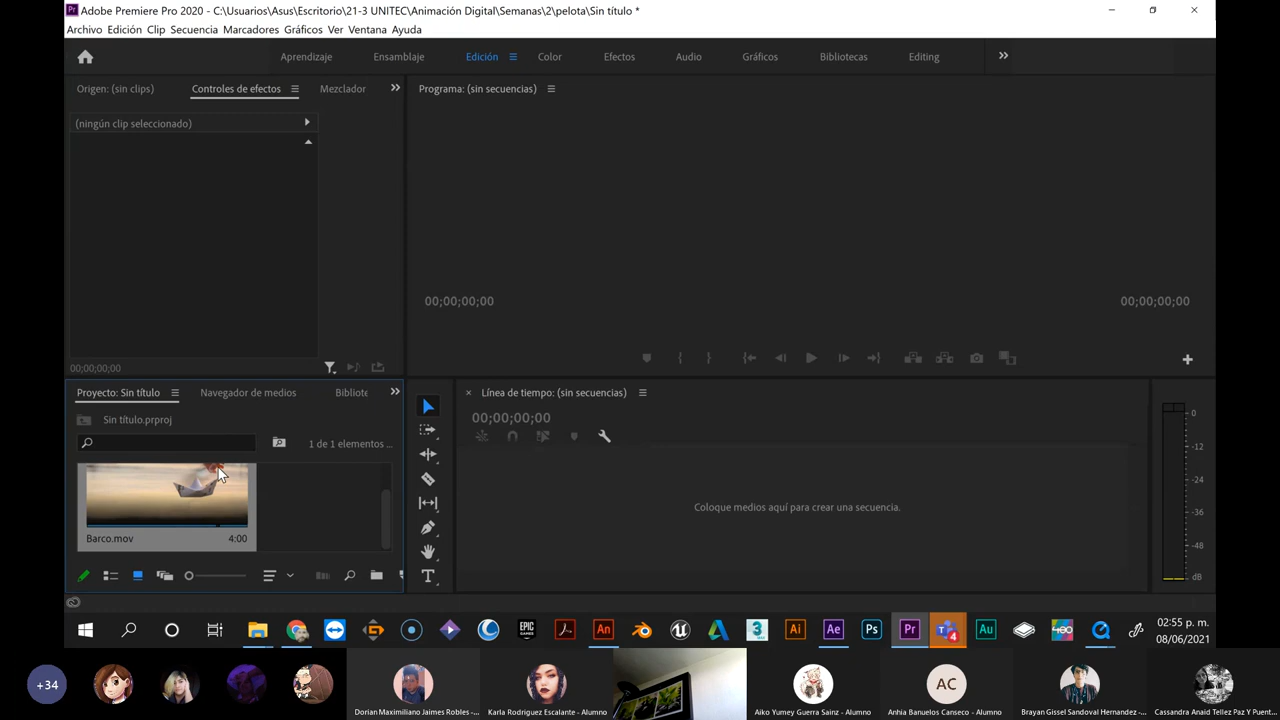 Adobe Premiere Pro 2020 - C:\Usuarios\Asus\Escritorio\21-3 UNITEC\Animación Digital\Semanas\2\pelota\Sin título *
Archivo Edición Clip Secuencia Marcadores Gráficos Ver Ventana Ayuda
Aprendizaje Ensamblaje Edición Color Efectos Audio Gráficos Bibliotecas Editing
Origen: (sin clips) Controles de efectos Mezclador
Programa: (sin secuencias)
(ningún clip seleccionado)
00;00;00;00 00;00;00;00
00;00;00;00
Proyecto: Sin título Navegador de medios Bibliote
Sin título.prproj
1 de 1 elementos ...
Barco.mov 4:00
Línea de tiempo: (sin secuencias)
00;00;00;00
Coloque medios aquí para crear una secuencia.
0
-12
-24
-36
-48
dB
02:55 p. m.
08/06/2021
+34
Dorian Maximiliano Jaimes Robles -...
Karla Rodriguez Escalante - Alumno
Aiko Yumey Guerra Sainz - Alumno
AC
Anhia Banuelos Canseco - Alumno
Brayan Gissel Sandoval Hernandez -...
Cassandra Anaid Tellez Paz Y Puent...